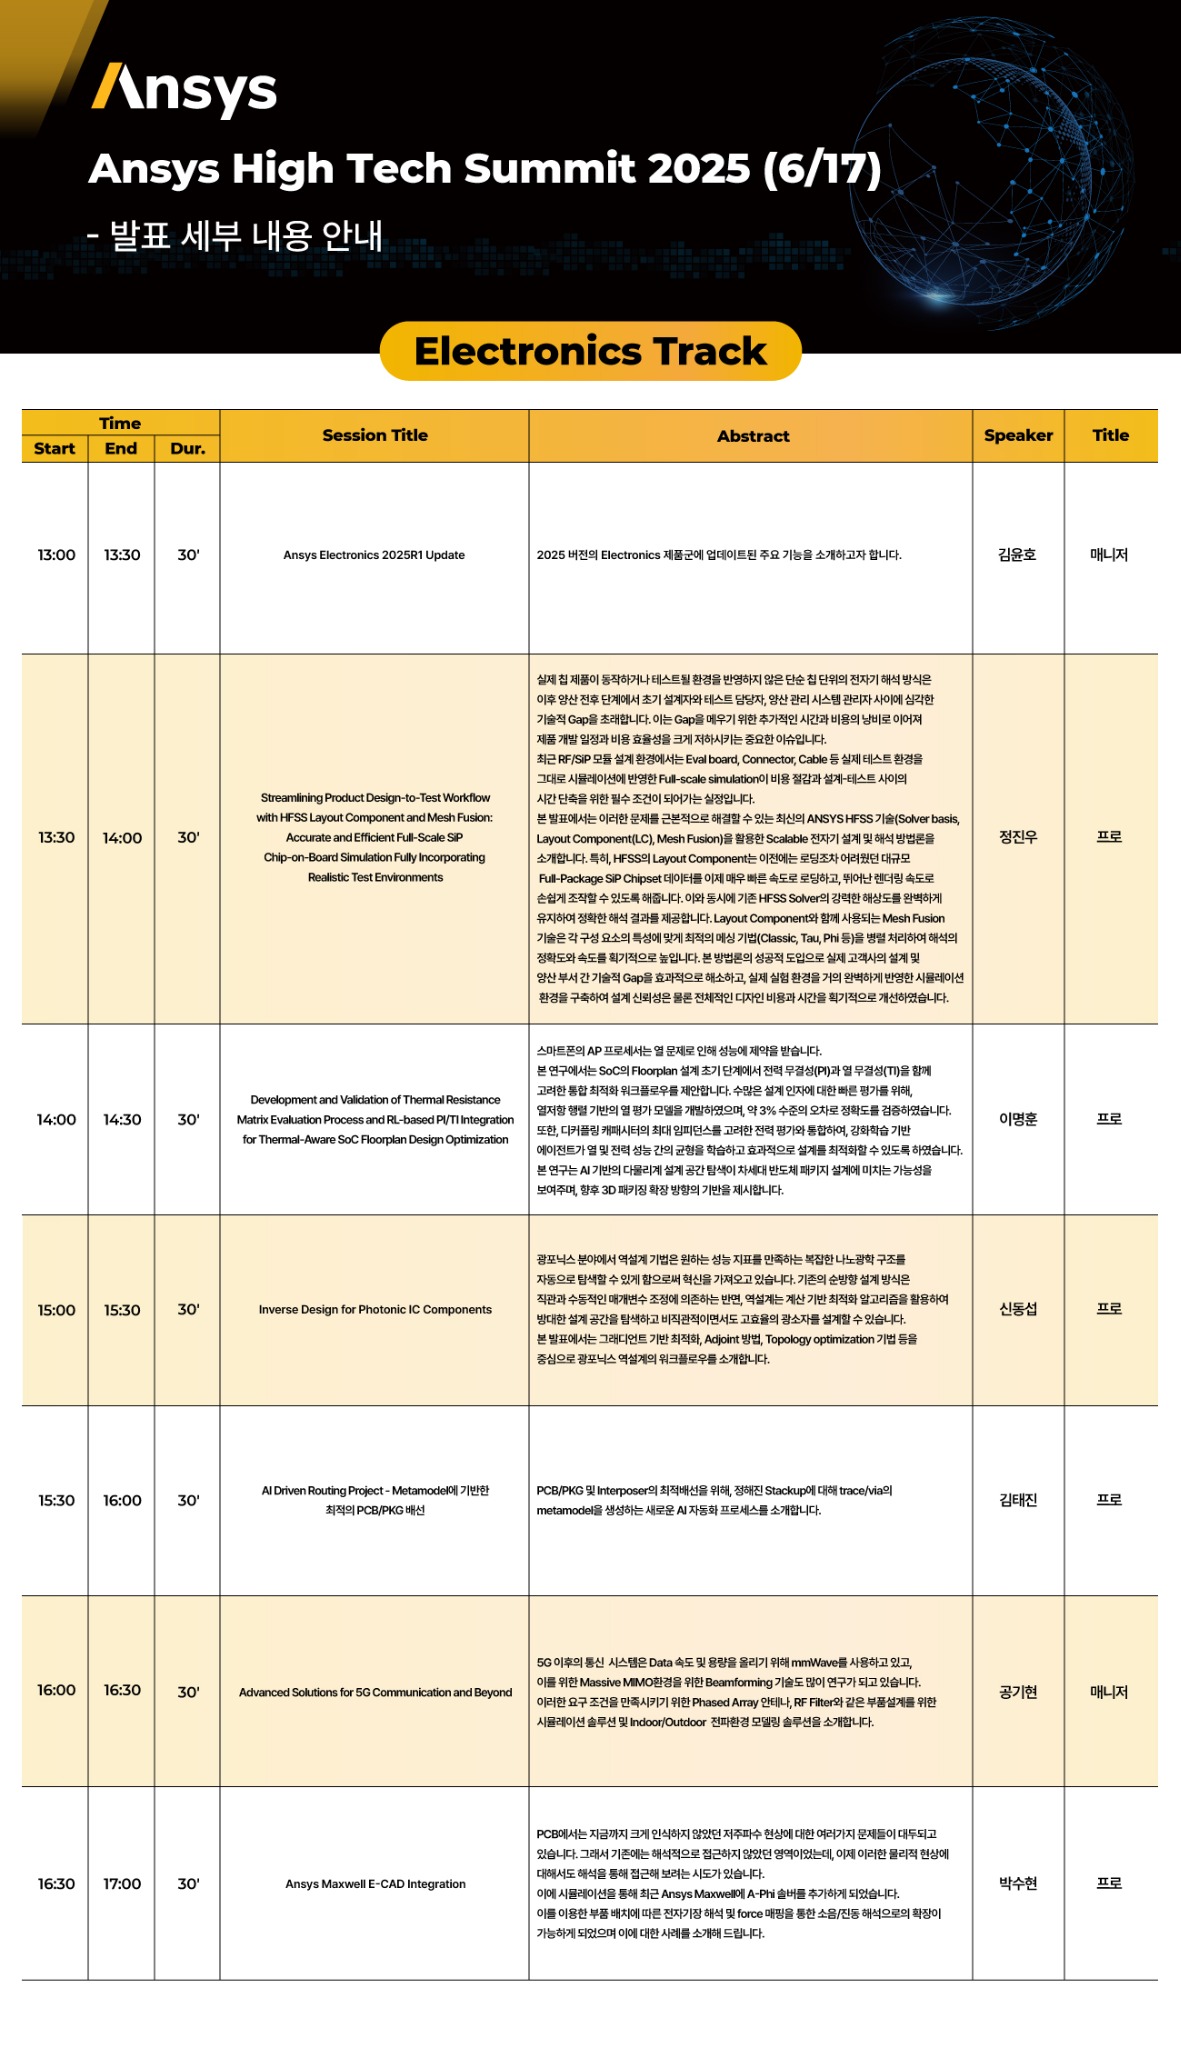 Ansys
Ansys High Tech Summit 2025 (6/17)
- 발표 세부 내용 안내
Electronics Track
Time
Start End Dur. Session Title Abstract Speaker Title
13:00 13:30 30' Ansys Electronics 2025R1 Update 2025 버전의 Electronics 제품군에 업데이트된 주요 기능을 소개하고자 합니다. 김윤호 매니저
13:30 14:00 30'
Streamlining Product Design-to-Test Workflow
with HFSS Layout Component and Mesh Fusion:
Accurate and Efficient Full-Scale SiP
Chip-on-Board Simulation Fully Incorporating
Realistic Test Environments
실제 칩 제품이 동작하거나 테스트될 환경을 반영하지 않은 단순 칩 단위의 전자기 해석 방식은
이후 양산 전후 단계에서 초기 설계자와 테스트 담당자, 양산 관리 시스템 관리자 사이에 심각한
기술적 Gap을 초래합니다. 이는 Gap을 메우기 위한 추가적인 시간과 비용의 낭비로 이어져
제품 개발 일정과 비용 효율성을 크게 저하시키는 중요한 이슈입니다.
최근 RF/SiP 모듈 설계 환경에서는 Eval board, Connector, Cable 등 실제 테스트 환경을
그대로 시뮬레이션에 반영한 Full-scale simulation이 비용 절감과 설계-테스트 사이의
시간 단축을 위한 필수 조건이 되어가는 실정입니다.
본 발표에서는 이러한 문제를 근본적으로 해결할 수 있는 최신의 ANSYS HFSS 기술(Solver basis,
Layout Component(LC), Mesh Fusion)을 활용한 Scalable 전자기 설계 및 해석 방법론을
소개합니다. 특히, HFSS의 Layout Component는 이전에는 로딩조차 어려웠던 대규모
Full-Package SiP Chipset 데이터를 이제 매우 빠른 속도로 로딩하고, 뛰어난 렌더링 속도로
손쉽게 조작할 수 있도록 해줍니다. 이와 동시에 기존 HFSS Solver의 강력한 해상도를 완벽하게
유지하여 정확한 해석 결과를 제공합니다. Layout Component와 함께 사용되는 Mesh Fusion
기술은 각 구성 요소의 특성에 맞게 최적의 메싱 기법(Classic, Tau, Phi 등)을 병렬 처리하여 해석의
정확도와 속도를 획기적으로 높입니다. 본 방법론의 성공적 도입으로 실제 고객사의 설계 및
양산 부서 간 기술적 Gap을 효과적으로 해소하고, 실제 실험 환경을 거의 완벽하게 반영한 시뮬레이션
환경을 구축하여 설계 신뢰성은 물론 전체적인 디자인 비용과 시간을 획기적으로 개선하였습니다.
정진우 프로
14:00 14:30 30'
Development and Validation of Thermal Resistance
Matrix Evaluation Process and RL-based PI/TI Integration
for Thermal-Aware SoC Floorplan Design Optimization
스마트폰의 AP 프로세서는 열 문제로 인해 성능에 제약을 받습니다.
본 연구에서는 SoC의 Floorplan 설계 초기 단계에서 전력 무결성(PI)과 열 무결성(TI)을 함께
고려한 통합 최적화 워크플로우를 제안합니다. 수많은 설계 인자에 대한 빠른 평가를 위해,
열저항 행렬 기반의 열 평가 모델을 개발하였으며, 약 3% 수준의 오차로 정확도를 검증하였습니다.
또한, 디커플링 캐패시터의 최대 임피던스를 고려한 전력 평가와 통합하여, 강화학습 기반
에이전트가 열 및 전력 성능 간의 균형을 학습하고 효과적으로 설계를 최적화할 수 있도록 하였습니다.
본 연구는 AI 기반의 다물리계 설계 공간 탐색이 차세대 반도체 패키지 설계에 미치는 가능성을
보여주며, 향후 3D 패키징 확장 방향의 기반을 제시합니다.
이명훈 프로
15:00 15:30 30'
Inverse Design for Photonic IC Components
광포닉스 분야에서 역설계 기법은 원하는 성능 지표를 만족하는 복잡한 나노광학 구조를
자동으로 탐색할 수 있게 함으로써 혁신을 가져오고 있습니다. 기존의 순방향 설계 방식은
직관과 수동적인 매개변수 조정에 의존하는 반면, 역설계는 계산 기반 최적화 알고리즘을 활용하여
방대한 설계 공간을 탐색하고 비직관적이면서도 고효율의 광소자를 설계할 수 있습니다.
본 발표에서는 그래디언트 기반 최적화, Adjoint 방법, Topology optimization 기법 등을
중심으로 광포닉스 역설계의 워크플로우를 소개합니다.
신동섭 프로
15:30 16:00 30'
AI Driven Routing Project - Metamodel에 기반한
최적의 PCB/PKG 배선
PCB/PKG 및 Interposer의 최적배선을 위해, 정해진 Stackup에 대해 trace/via의
metamodel을 생성하는 새로운 AI 자동화 프로세스를 소개합니다.
김태진 프로
16:00 16:30 30'
Advanced Solutions for 5G Communication and Beyond
5G 이후의 통신 시스템은 Data 속도 및 용량을 올리기 위해 mmWave를 사용하고 있고,
이를 위한 Massive MIMO환경을 위한 Beamforming 기술도 많이 연구가 되고 있습니다.
이러한 요구 조건을 만족시키기 위한 Phased Array 안테나, RF Filter와 같은 부품설계를 위한
시뮬레이션 솔루션 및 Indoor/Outdoor 전파환경 모델링 솔루션을 소개합니다.
공기현 매니저
16:30 17:00 30'
Ansys Maxwell E-CAD Integration
PCB에서는 지금까지 크게 인식하지 않았던 저주파수 현상에 대한 여러가지 문제들이 대두되고
있습니다. 그래서 기존에는 해석적으로 접근하지 않았던 영역이었는데, 이제 이러한 물리적 현상에
대해서도 해석을 통해 접근해 보려는 시도가 있습니다.
이에 시뮬레이션을 통해 최근 Ansys Maxwell에 A-Phi 솔버를 추가하게 되었습니다.
이를 이용한 부품 배치에 따른 전자기장 해석 및 force 매핑을 통한 소음/진동 해석으로의 확장이
가능하게 되었으며 이에 대한 사례를 소개해 드립니다.
박수현 프로